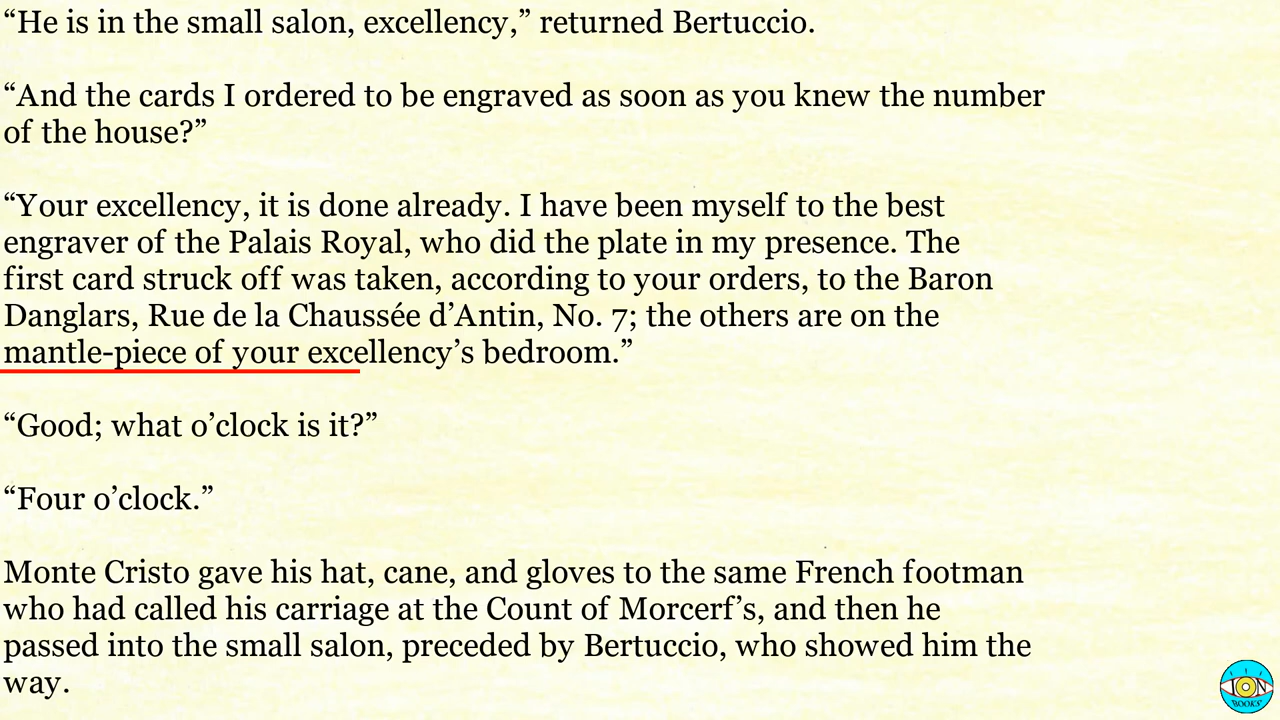 “He is in the small salon, excellency,” returned Bertuccio.
“And the cards I ordered to be engraved as soon as you knew the number
of the house?”
“Your excellency, it is done already. I have been myself to the best
engraver of the Palais Royal, who did the plate in my presence. The
first card struck off was taken, according to your orders, to the Baron
Danglars, Rue de la Chaussée d’Antin, No. 7; the others are on the
mantle-piece of your excellency’s bedroom.”
“Good; what o’clock is it?”
“Four o’clock.”
Monte Cristo gave his hat, cane, and gloves to the same French footman
who had called his carriage at the Count of Morcerf’s, and then he
passed into the small salon, preceded by Bertuccio, who showed him the
way.
ION
BOOKS